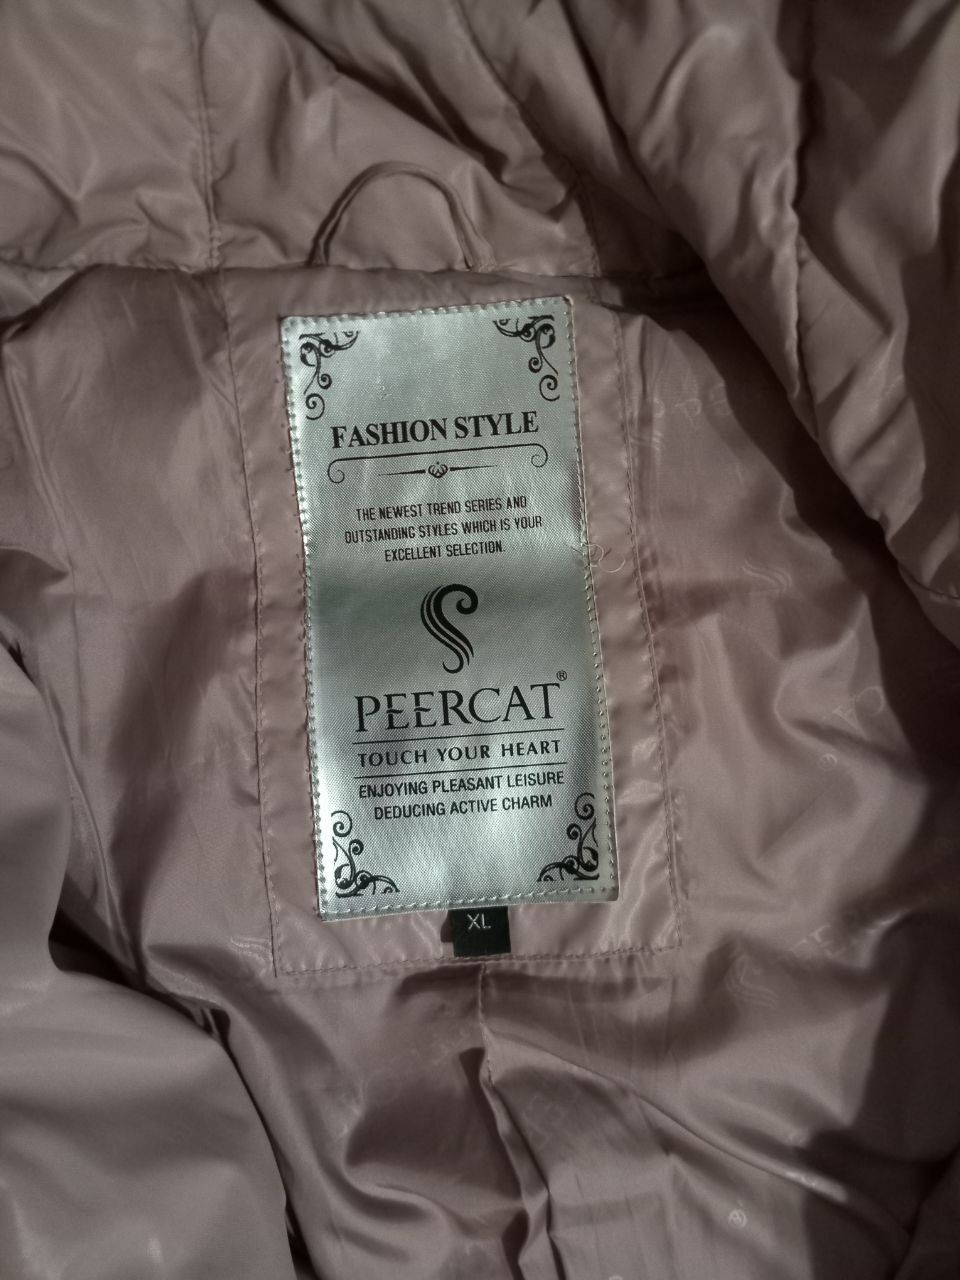 FASHION STYLE
THE NEWEST TREND SERIES AND
OUTSTANDING STYLES WHICH IS YOUR
EXCELLENT SELECTION.
PEERCAT®
TOUCH YOUR HEART
ENJOYING PLEASANT LEISURE
DEDUCING ACTIVE CHARM
XL